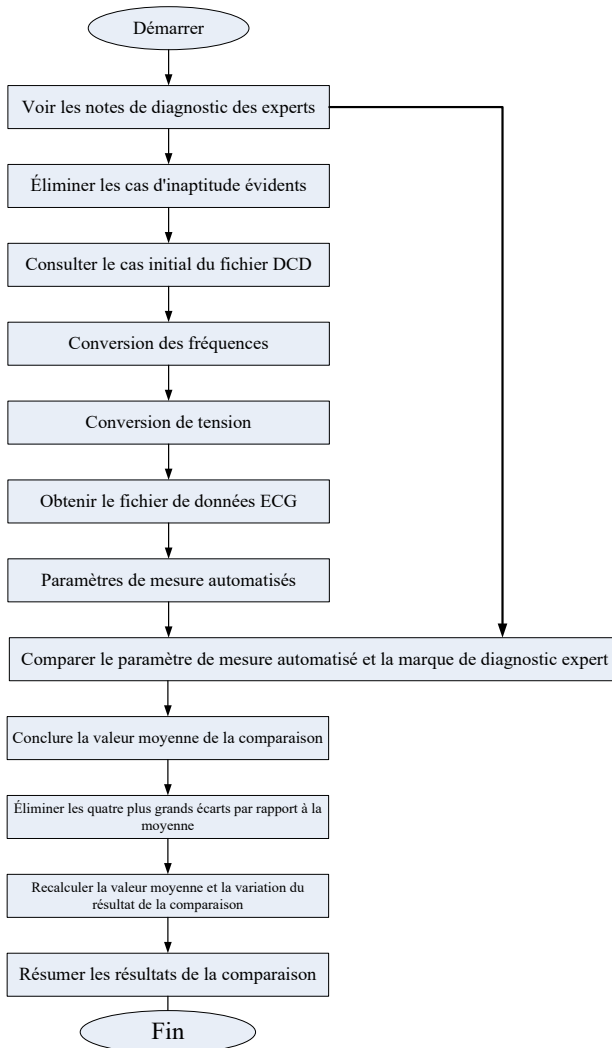 Démarrer
Voir les notes de diagnostic des experts
Éliminer les cas d'inaptitude évidents
Consulter le cas initial du fichier DCD
Conversion des fréquences
Conversion de tension
Obtenir le fichier de données ECG
Paramètres de mesure automatisés
Comparer le paramètre de mesure automatisé et la marque de diagnostic expert
Conclure la valeur moyenne de la comparaison
Éliminer les quatre plus grands écarts par rapport à la
moyenne
Recalculer la valeur moyenne et la variation du
résultat de la comparaison
Résumer les résultats de la comparaison
Fin